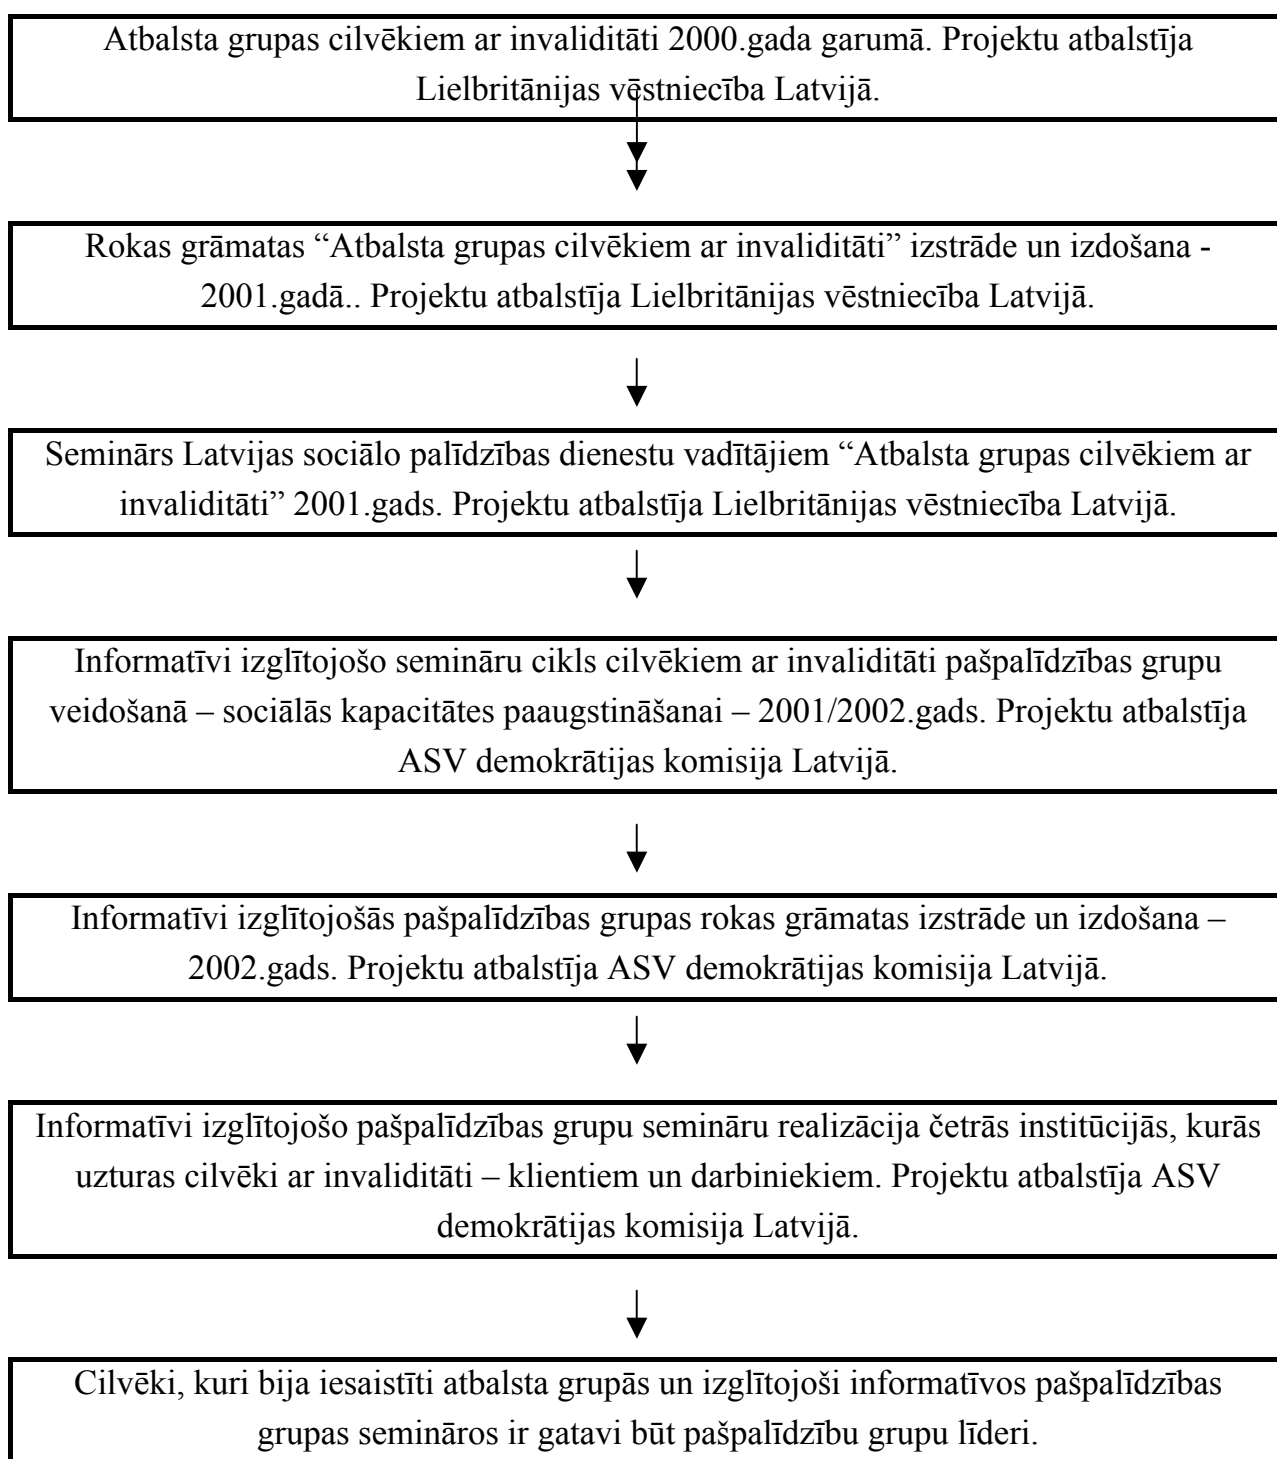 Atbalsta grupas cilvēkiem ar invaliditāti 2000.gada garumā. Projektu atbalstīja
Lielbritānijas vēstniecība Latvijā.
Rokas grāmatas “Atbalsta grupas cilvēkiem ar invaliditāti” izstrāde un izdošana -
2001.gadā.. Projektu atbalstīja Lielbritānijas vēstniecība Latvijā.
Seminārs Latvijas sociālo palīdzības dienestu vadītājiem “Atbalsta grupas cilvēkiem ar
invaliditāti” 2001.gads. Projektu atbalstīja Lielbritānijas vēstniecība Latvijā.
Informatīvi izglītojošo semināru cikls cilvēkiem ar invaliditāti pašpalīdzības grupu
veidošanā – sociālās kapacitātes paaugstināšanai – 2001/2002.gads. Projektu atbalstīja
ASV demokrātijas komisija Latvijā.
Informatīvi izglītojošās pašpalīdzības grupas rokas grāmatas izstrāde un izdošana –
2002.gads. Projektu atbalstīja ASV demokrātijas komisija Latvijā.
Informatīvi izglītojošo pašpalīdzības grupu semināru realizācija četrās institūcijās, kurās
uzturas cilvēki ar invaliditāti – klientiem un darbiniekiem. Projektu atbalstīja ASV
demokrātijas komisija Latvijā.
Cilvēki, kuri bija iesaistīti atbalsta grupās un izglītojoši informatīvos pašpalīdzības
grupas semināros ir gatavi būt pašpalīdzību grupu līderi.